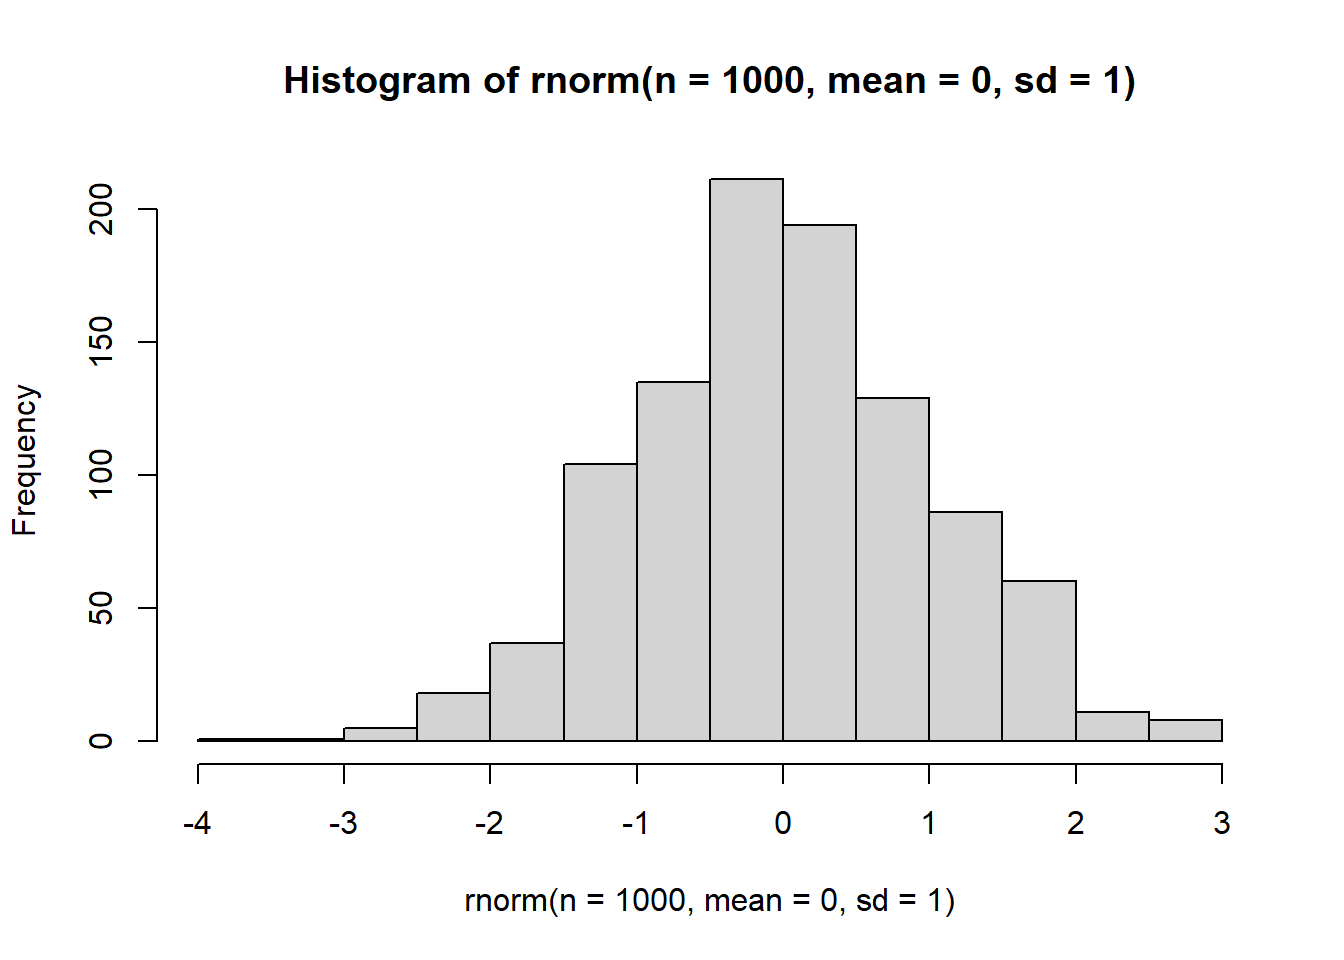 Histogram of rnorm(n = 1000, mean = 0, sd = 1)
Frequency
200
150
100
50
0
-4 -3 -2 -1 0 1 2 3
rnorm(n = 1000, mean = 0, sd = 1)